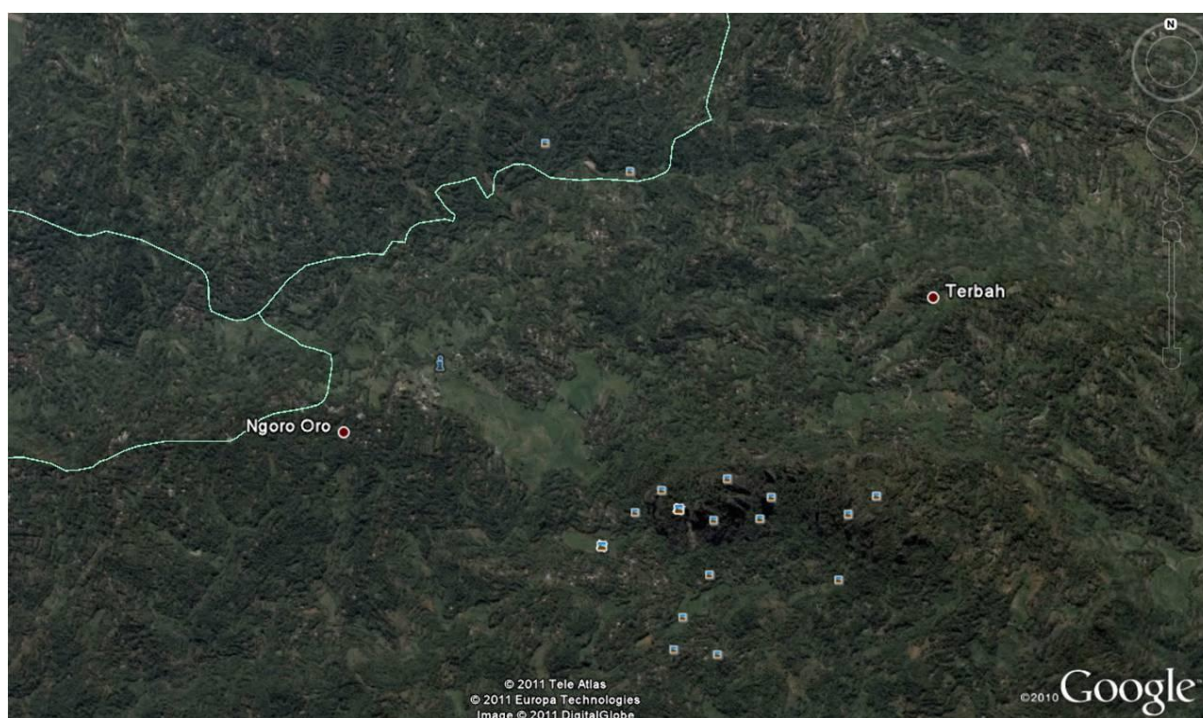 N
Terbah
Ngoro Oro
© 2011 Tele Atlas
© 2011 Europa Technologies
Image © 2011 DigitalGlobe
©2010 Google